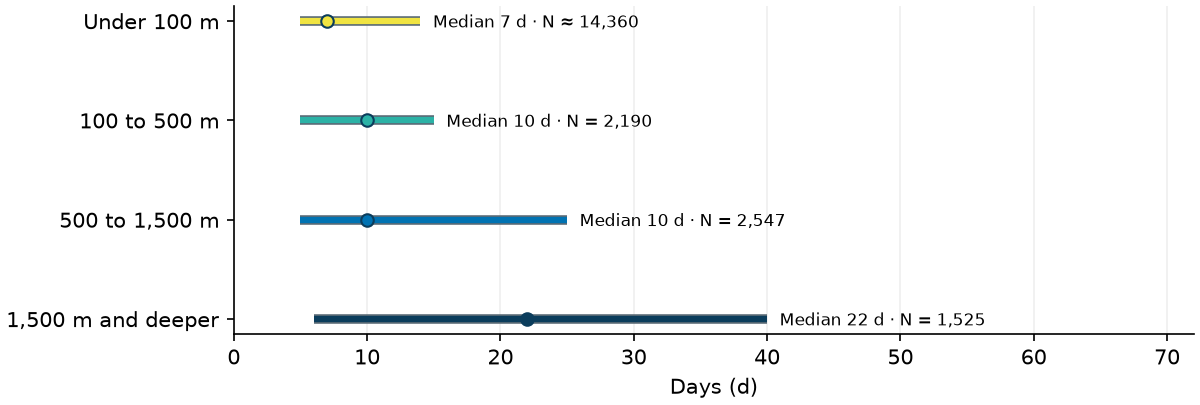 Under 100 m
Median 7 d · N ≈ 14,360
100 to 500 m
Median 10 d · N = 2,190
500 to 1,500 m
Median 10 d · N = 2,547
1,500 m and deeper
Median 22 d · N = 1,525
0 10 20 30 40 50 60 70
Days (d)